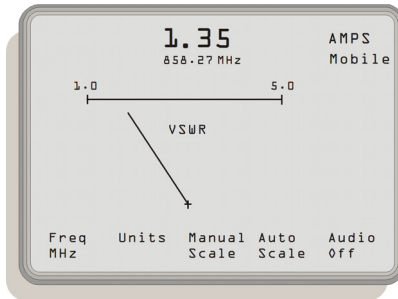 1.35 AMPS
858.27 MHz Mobile
1.0 5.0
VSWR
Freq Units Manual Auto Audio
MHz Scale Scale Off